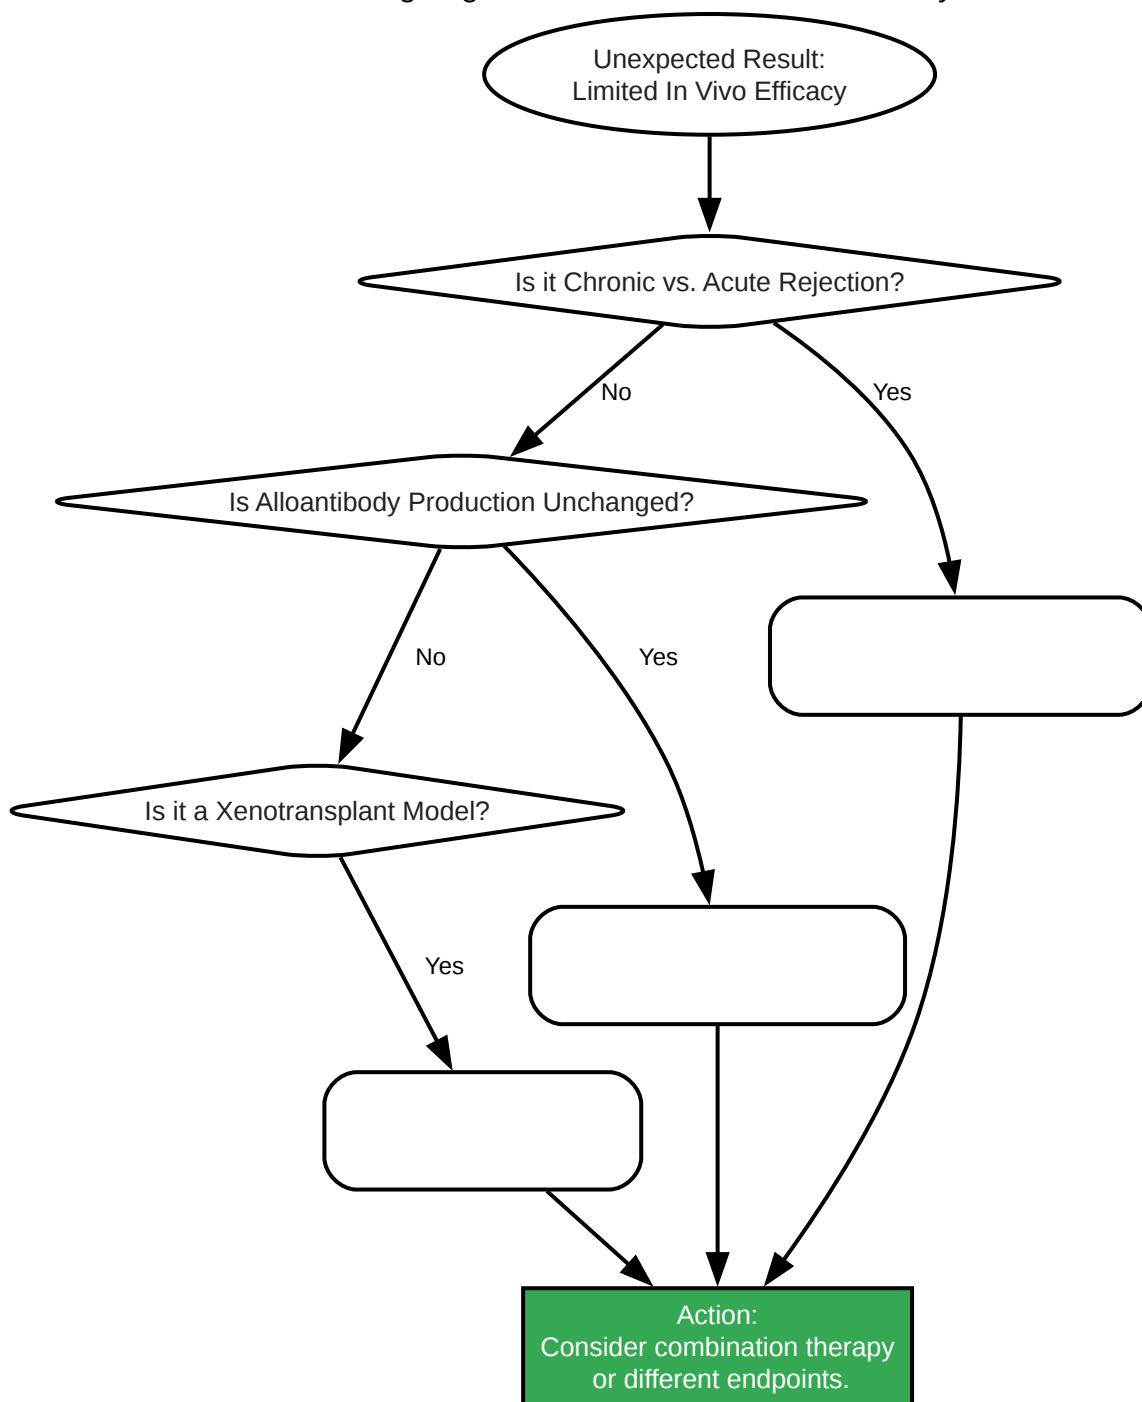 Unexpected Result:
Limited In Vivo Efficacy
Is it Chronic vs. Acute Rejection?
No
Yes
Is Alloantibody Production Unchanged?
No
Yes
Is it a Xenotransplant Model?
Yes
Action:
Consider combination therapy
or different endpoints.